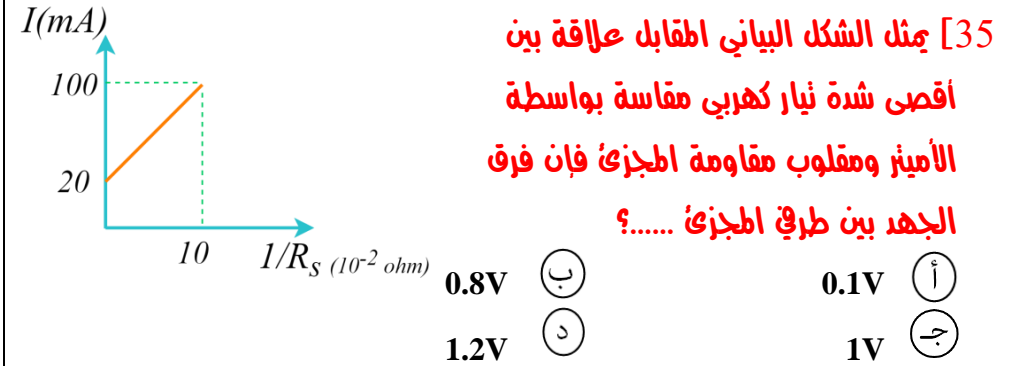 35] يمثل الشكل البياني المقابل علاقة بين
أقصى شدة تيار كهربي مقاسة بواسطة
الأميتر ومقلوب مقاومة المجزئ فإن فرق
الجهد بين طرفي المجزئ ......؟
أ 0.1V
ب 0.8V
جـ 1V
د 1.2V
I(mA)
100
20
10
1/R_S (10⁻² ohm)